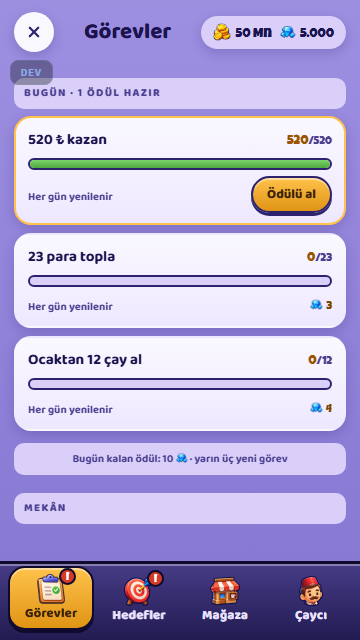 Görevler
50 Mn
5.000
DEV
BUGÜN · 1 ÖDÜL HAZIR
520 ₺ kazan
520/520
Her gün yenilenir
Ödülü al
23 para topla
0/23
Her gün yenilenir
3
Ocaktan 12 çay al
0/12
Her gün yenilenir
4
Bugün kalan ödül: 10 · yarın üç yeni görev
MEKÂN
Görevler
Hedefler
Mağaza
Çaycı